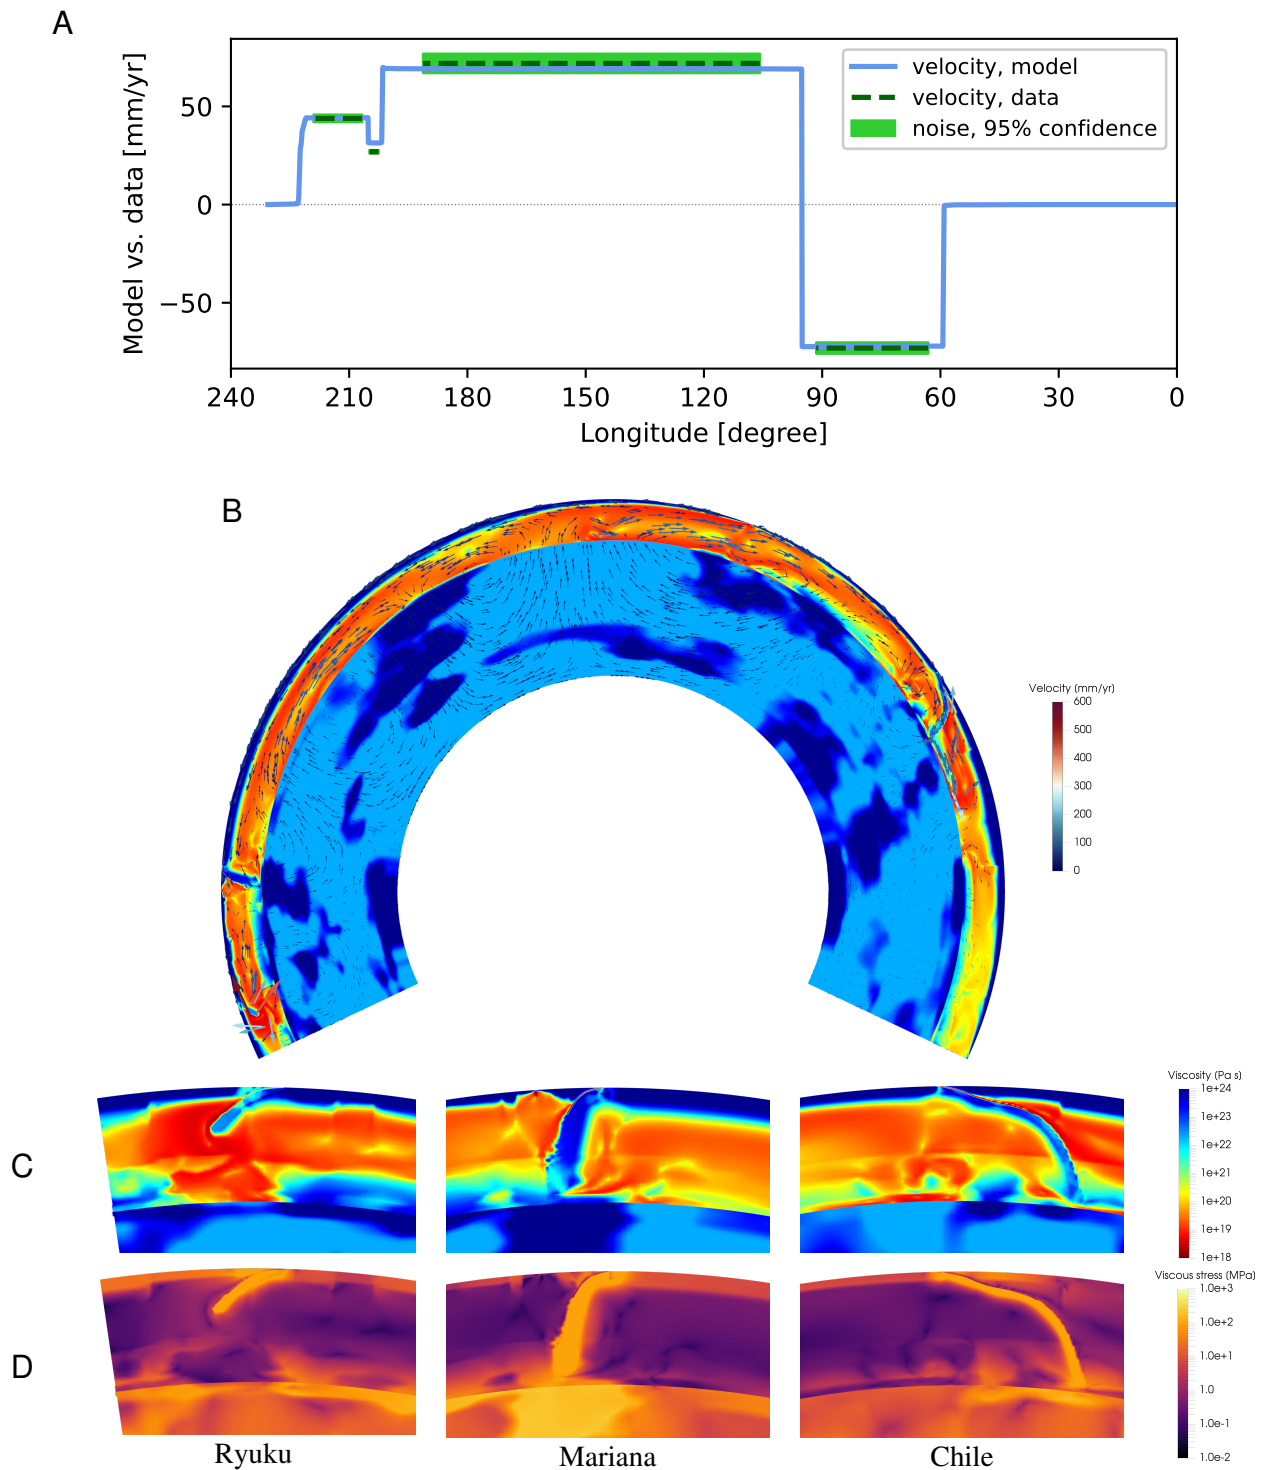 A
Model vs. data [mm/yr]
50
0
−50
velocity, model
velocity, data
noise, 95% confidence
240 210 180 150 120 90 60 30 0
Longitude [degree]
B
Velocity (mm/yr)
600
500
400
300
200
100
0
C
Viscosity (Pa s)
1e+24
1e+23
1e+22
1e+21
1e+20
1e+19
1e+18
D
Viscous stress (MPa)
1.0e+3
1.0e+2
1.0e+1
1.0
1.0e-1
1.0e-2
Ryuku Mariana Chile